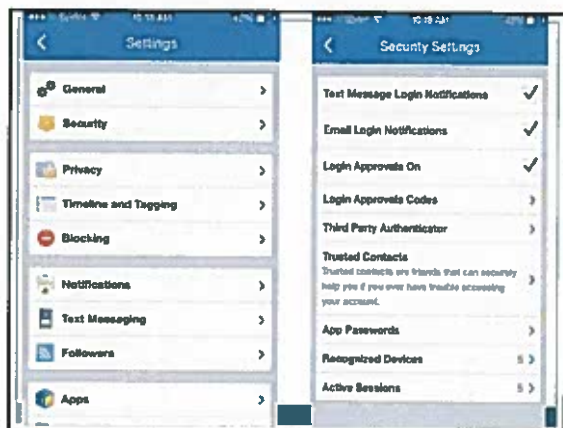 Settings
General
Security
Privacy
Timeline and Tagging
Blocking
Notifications
Text Messaging
Followers
Apps
10:19 AM
Security Settings
Text Message Login Notifications
Email Login Notifications
Login Approvals On
Login Approvals Codes
Third Party Authenticator
Trusted Contacts
Trusted contacts are friends that can securely
help you if you ever have trouble accessing
your account.
App Passwords
Recognized Devices 5
Active Sessions 5